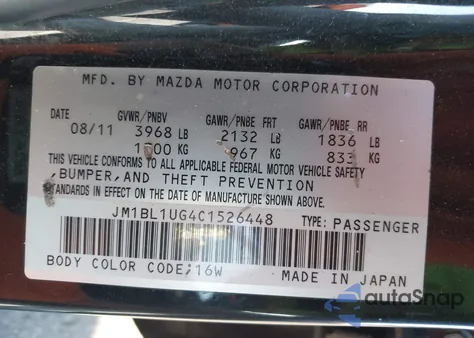 MFD. BY MAZDA MOTOR CORPORATION
DATE GVWR/PNBV GAWR/PNBE FRT GAWR/PNBE RR
08/11 3968 LB 2132 LB 1836 LB
KG 967 KG 833 KG
THIS VEHICLE CONFORMS TO ALL APPLICABLE FEDERAL MOTOR VEHICLE SAFETY
,BUMPER,AND THEFT PREVENTION
STANDARDS IN EFFECT ON THE DATE OF MANUFACTURE SHOWN ABOVE.
JM1BL1UG4C1526448 TYPE: PASSENGER
BODY COLOR CODE;16W MADE IN JAPAN
autoSnap